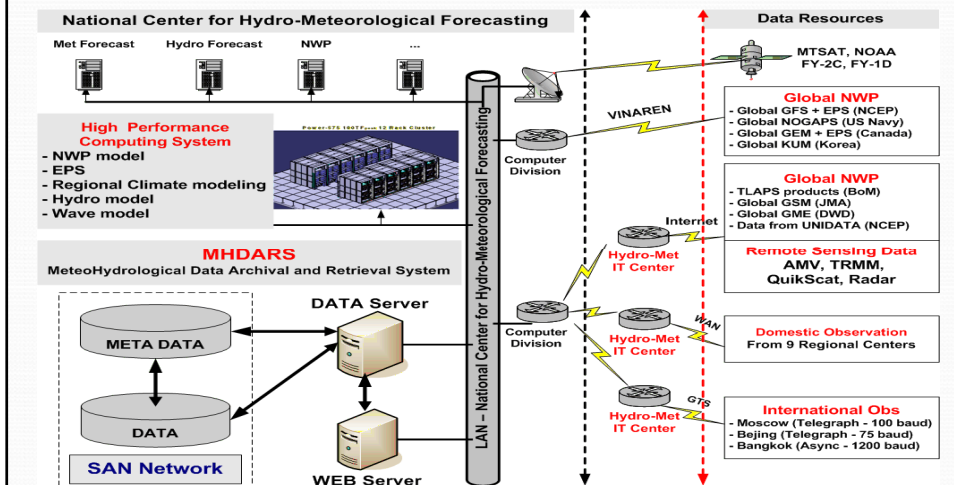 National Center for Hydro-Meteorological Forecasting
Data Resources
Met Forecast
Hydro Forecast
NWP
...
MTSAT, NOAA
FY-2C, FY-1D
High Performance
Computing System
- NWP model
- EPS
- Regional Climate modeling
- Hydro model
- Wave model
Power-575 100TFpeak 12 Rack Cluster
LAN – National Center for Hydro-Meteorological Forecasting
VINAREN
Computer
Division
Global NWP
- Global GFS + EPS (NCEP)
- Global NOGAPS (US Navy)
- Global GEM + EPS (Canada)
- Global KUM (Korea)
Global NWP
- TLAPS products (BoM)
- Global GSM (JMA)
- Global GME (DWD)
- Data from UNIDATA (NCEP)
Internet
Hydro-Met
IT Center
Remote Sensing Data
AMV, TRMM,
QuikScat, Radar
MHDARS
MeteoHydrological Data Archival and Retrieval System
DATA Server
META DATA
DATA
SAN Network
WEB Server
Computer
Division
WAN
Hydro-Met
IT Center
Domestic Observation
From 9 Regional Centers
GTS
Hydro-Met
IT Center
International Obs
- Moscow (Telegraph - 100 baud)
- Bejing (Telegraph - 75 baud)
- Bangkok (Async - 1200 baud)